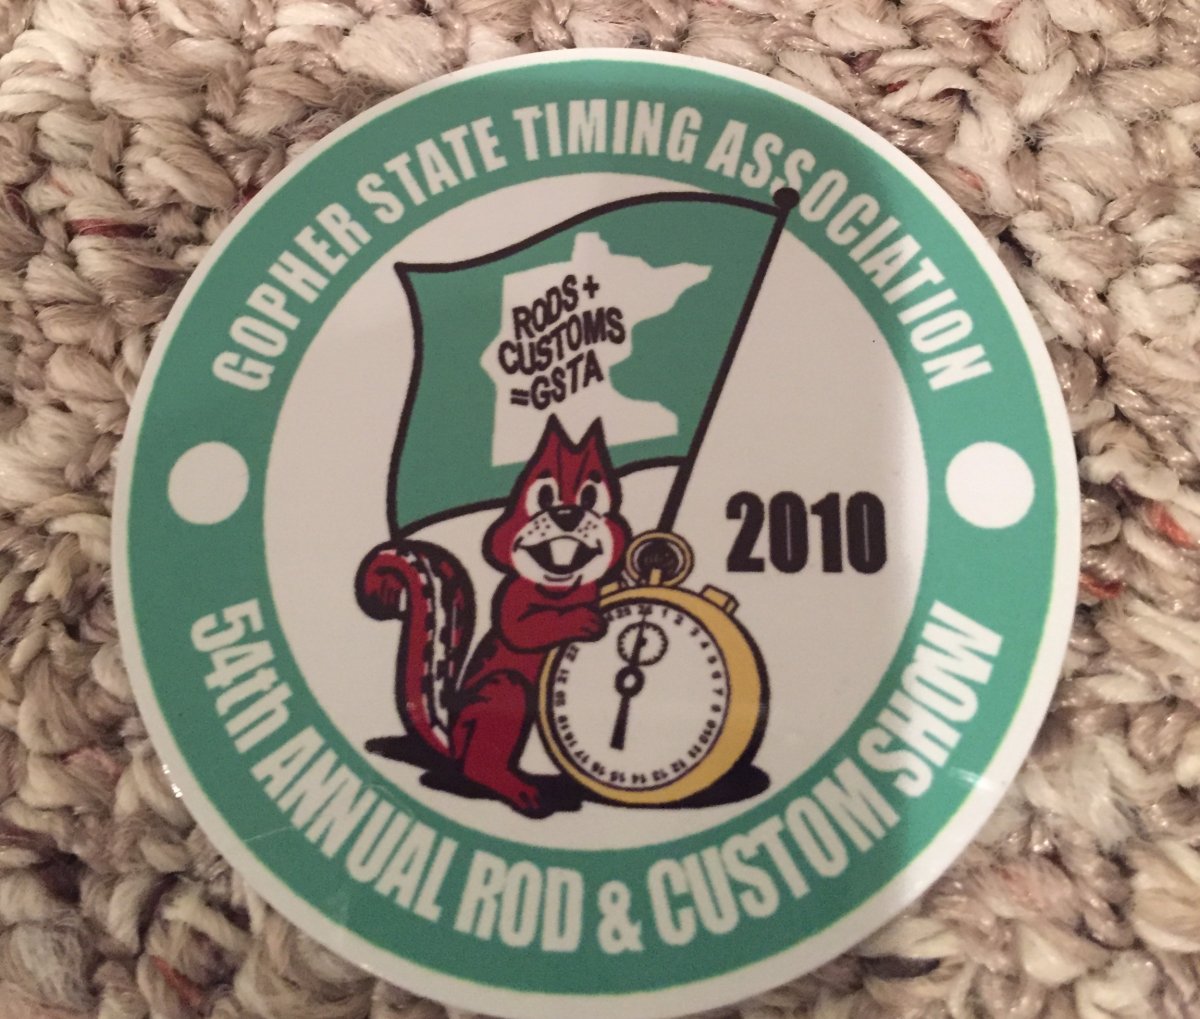 GOPHER STATE TIMING ASSOCIATION
RODS +
CUSTOMS
=GSTA
2010
54th ANNUAL ROD & CUSTOM SHOW